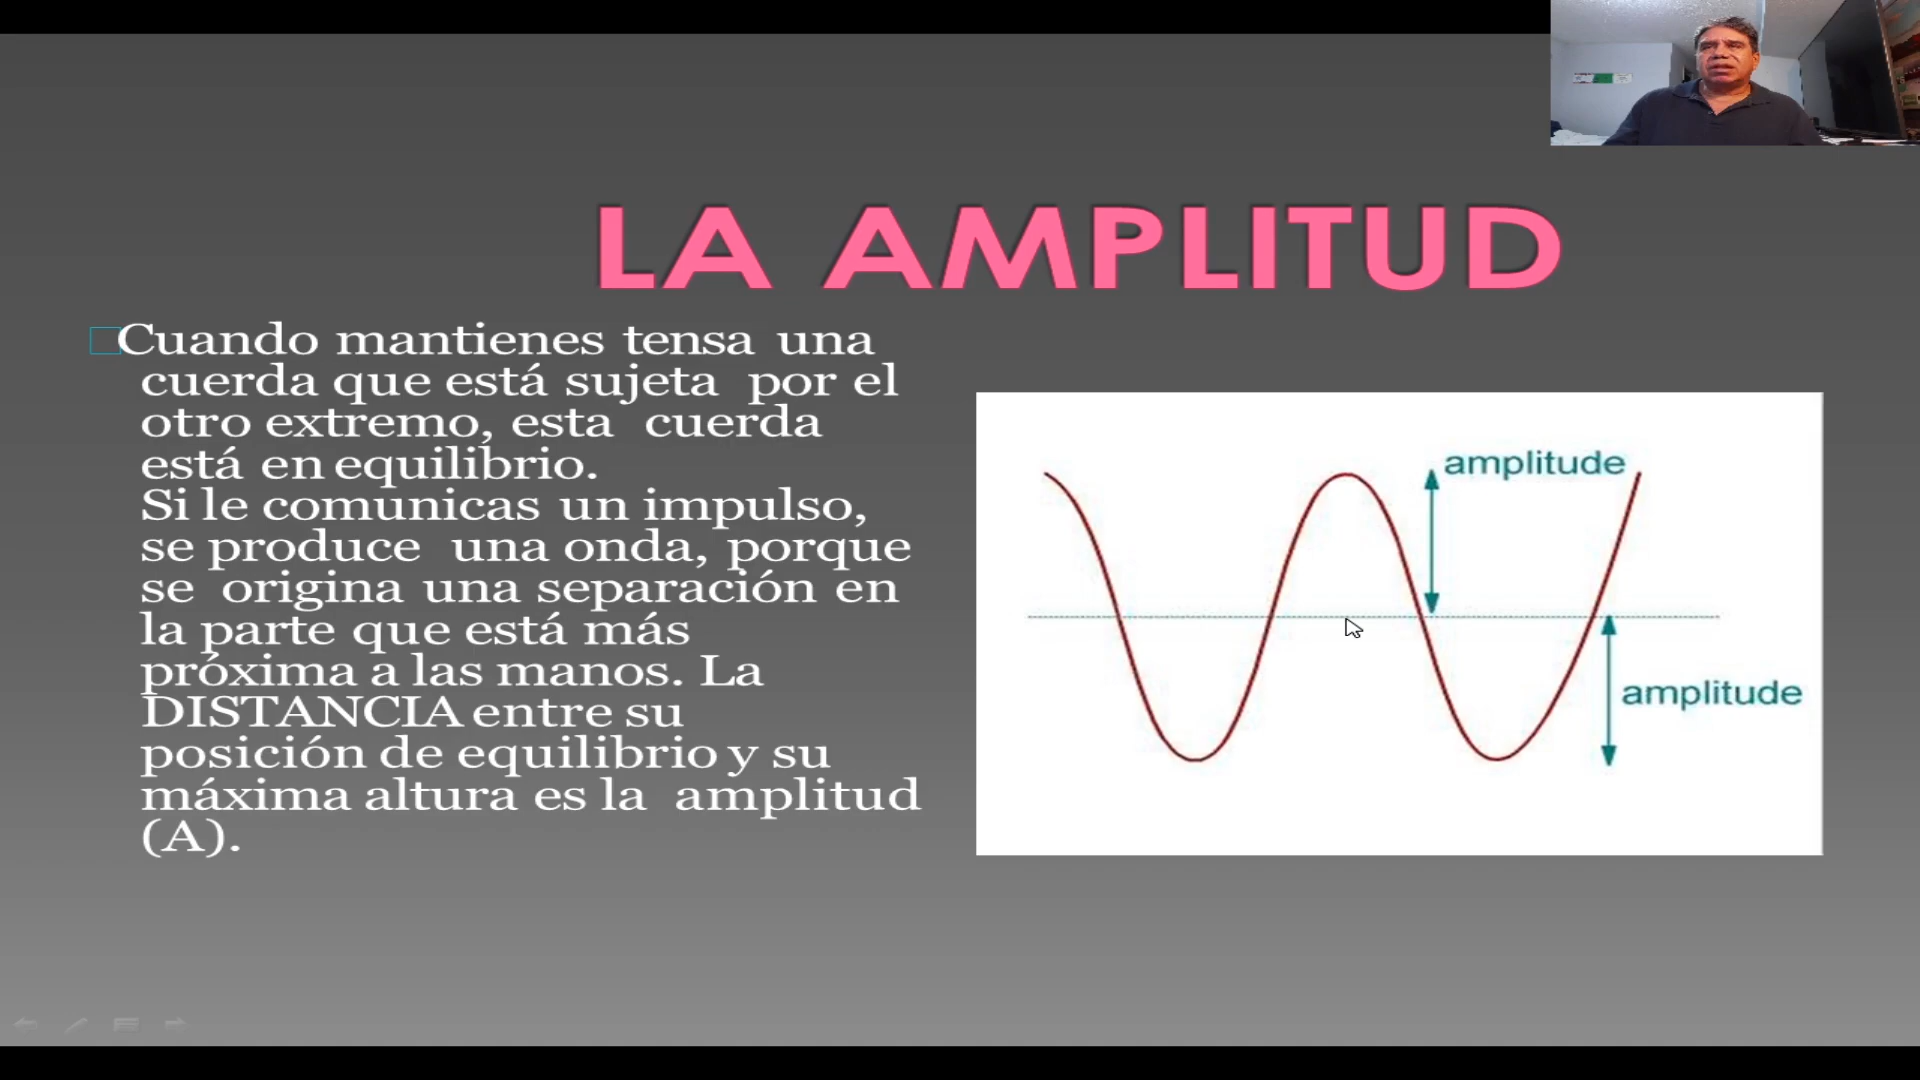 LA AMPLITUD
Cuando mantienes tensa una
cuerda que está sujeta por el
otro extremo, esta cuerda
está en equilibrio.
Si le comunicas un impulso,
se produce una onda, porque
se origina una separación en
la parte que está más
próxima a las manos. La
DISTANCIA entre su
posición de equilibrio y su
máxima altura es la amplitud
(A).
amplitude
amplitude